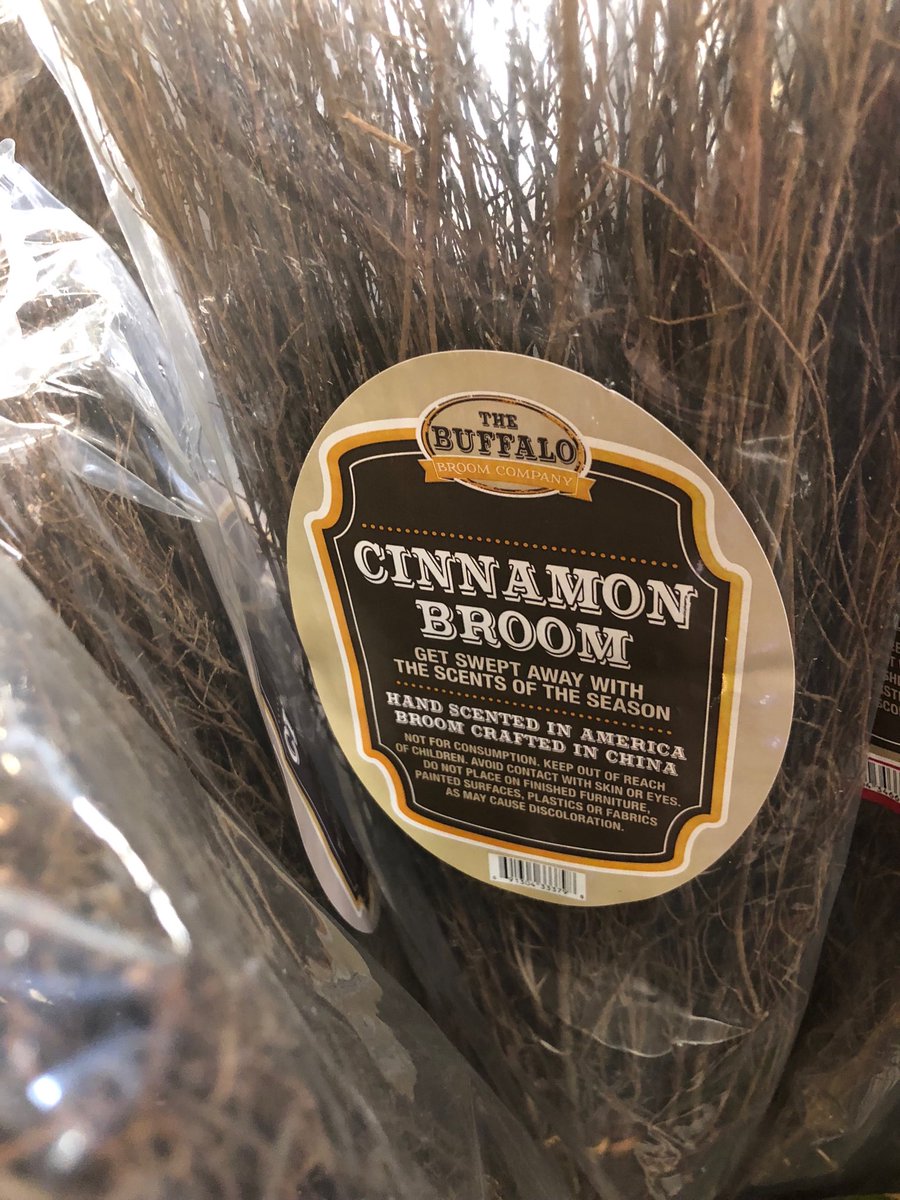 THE
BUFFALO
BROOM COMPANY
CINNAMON
BROOM
GET SWEPT AWAY WITH
THE SCENTS OF THE SEASON
HAND SCENTED IN AMERICA
BROOM CRAFTED IN CHINA
NOT FOR CONSUMPTION. KEEP OUT OF REACH
OF CHILDREN. AVOID CONTACT WITH SKIN OR EYES.
DO NOT PLACE ON FINISHED FURNITURE,
PAINTED SURFACES, PLASTICS OR FABRICS
AS MAY CAUSE DISCOLORATION.